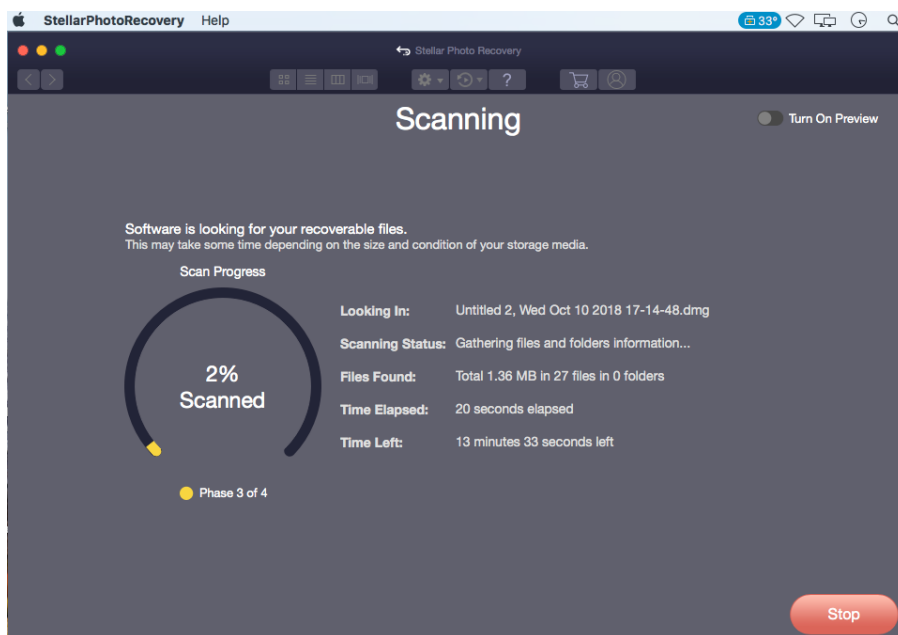 StellarPhotoRecovery Help 33°
Stellar Photo Recovery
?
Scanning
Turn On Preview
Software is looking for your recoverable files.
This may take some time depending on the size and condition of your storage media.
Scan Progress
2%
Scanned
Phase 3 of 4
Looking In: Untitled 2, Wed Oct 10 2018 17-14-48.dmg
Scanning Status: Gathering files and folders information...
Files Found: Total 1.36 MB in 27 files in 0 folders
Time Elapsed: 20 seconds elapsed
Time Left: 13 minutes 33 seconds left
Stop